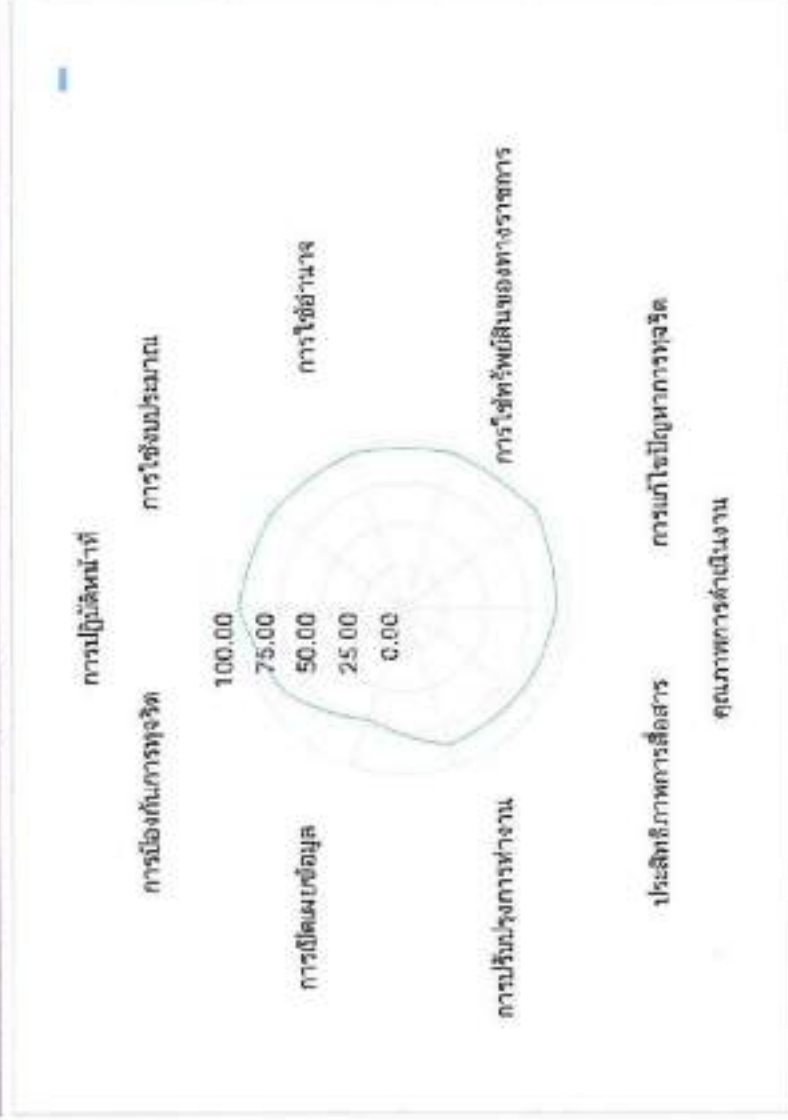 การปฏิบัติหน้าที่
การป้องกันการทุจริต
การใช้งบประมาณ
100.00
75.00
50.00
25.00
0.00
การเปิดเผยข้อมูล
การใช้อำนาจ
การปรับปรุงการทำงาน
การใช้ทรัพย์สินของทางราชการ
ประสิทธิภาพการสื่อสาร
การแก้ไขปัญหาการทุจริต
คุณภาพการดำเนินงาน